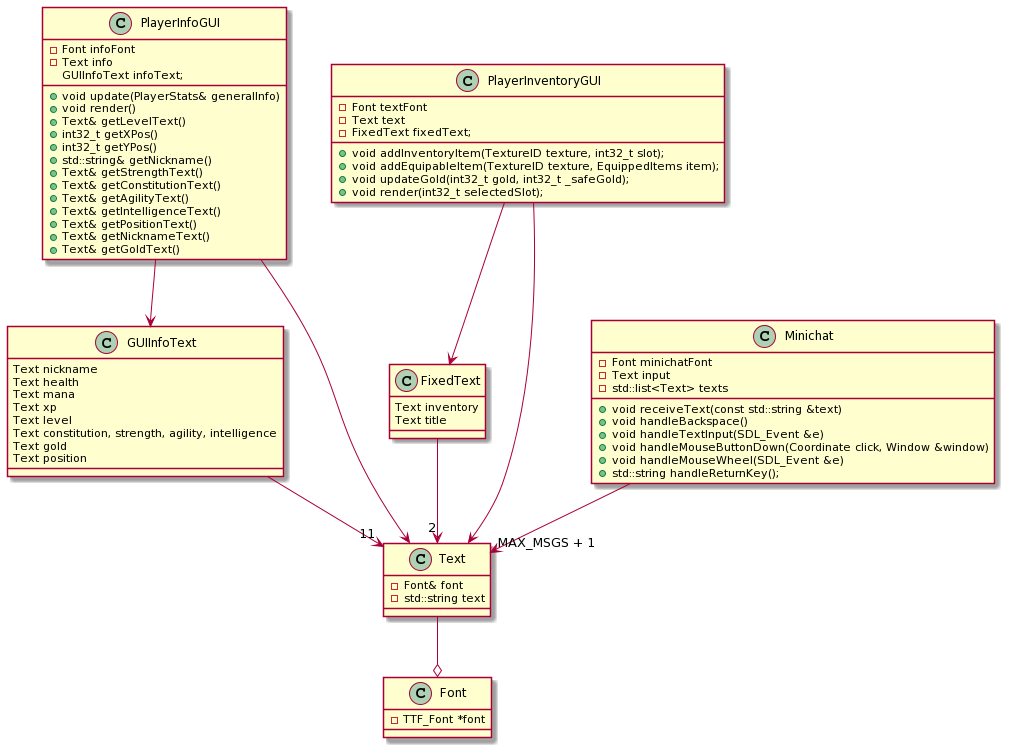 C PlayerInfoGUI
Font infoFont
Text info
GUIInfoText infoText;
void update(PlayerStats& generalInfo)
void render()
Text& getLevelText()
int32_t getXPos()
int32_t getYPos()
std::string& getNickname()
Text& getStrengthText()
Text& getConstitutionText()
Text& getAgilityText()
Text& getIntelligenceText()
Text& getPositionText()
Text& getNicknameText()
Text& getGoldText()
C PlayerInventoryGUI
Font textFont
Text text
FixedText fixedText;
void addInventoryItem(TextureID texture, int32_t slot);
void addEquipableItem(TextureID texture, EquippedItems item);
void updateGold(int32_t gold, int32_t _safeGold);
void render(int32_t selectedSlot);
C GUIInfoText
Text nickname
Text health
Text mana
Text xp
Text level
Text constitution, strength, agility, intelligence
Text gold
Text position
C FixedText
Text inventory
Text title
C Minichat
Font minichatFont
Text input
std::list<Text> texts
void receiveText(const std::string &text)
void handleBackspace()
void handleTextInput(SDL_Event &e)
void handleMouseButtonDown(Coordinate click, Window &window)
void handleMouseWheel(SDL_Event &e)
std::string handleReturnKey();
11
2
MAX_MSGS + 1
C Text
Font& font
std::string text
C Font
TTF_Font *font